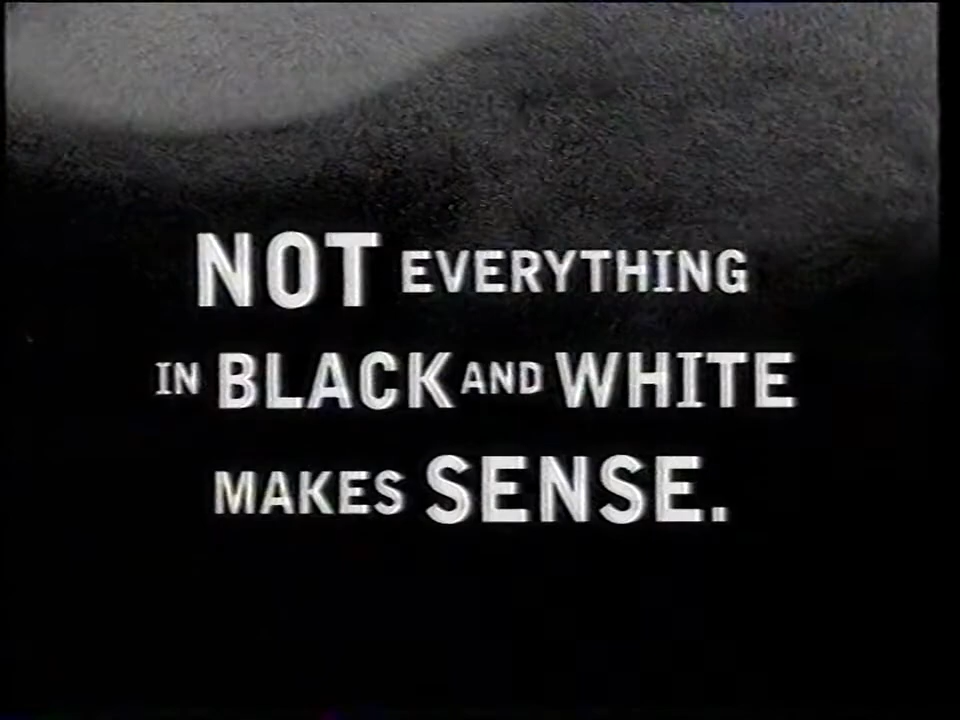 NOT EVERYTHING
IN BLACK AND WHITE
MAKES SENSE.